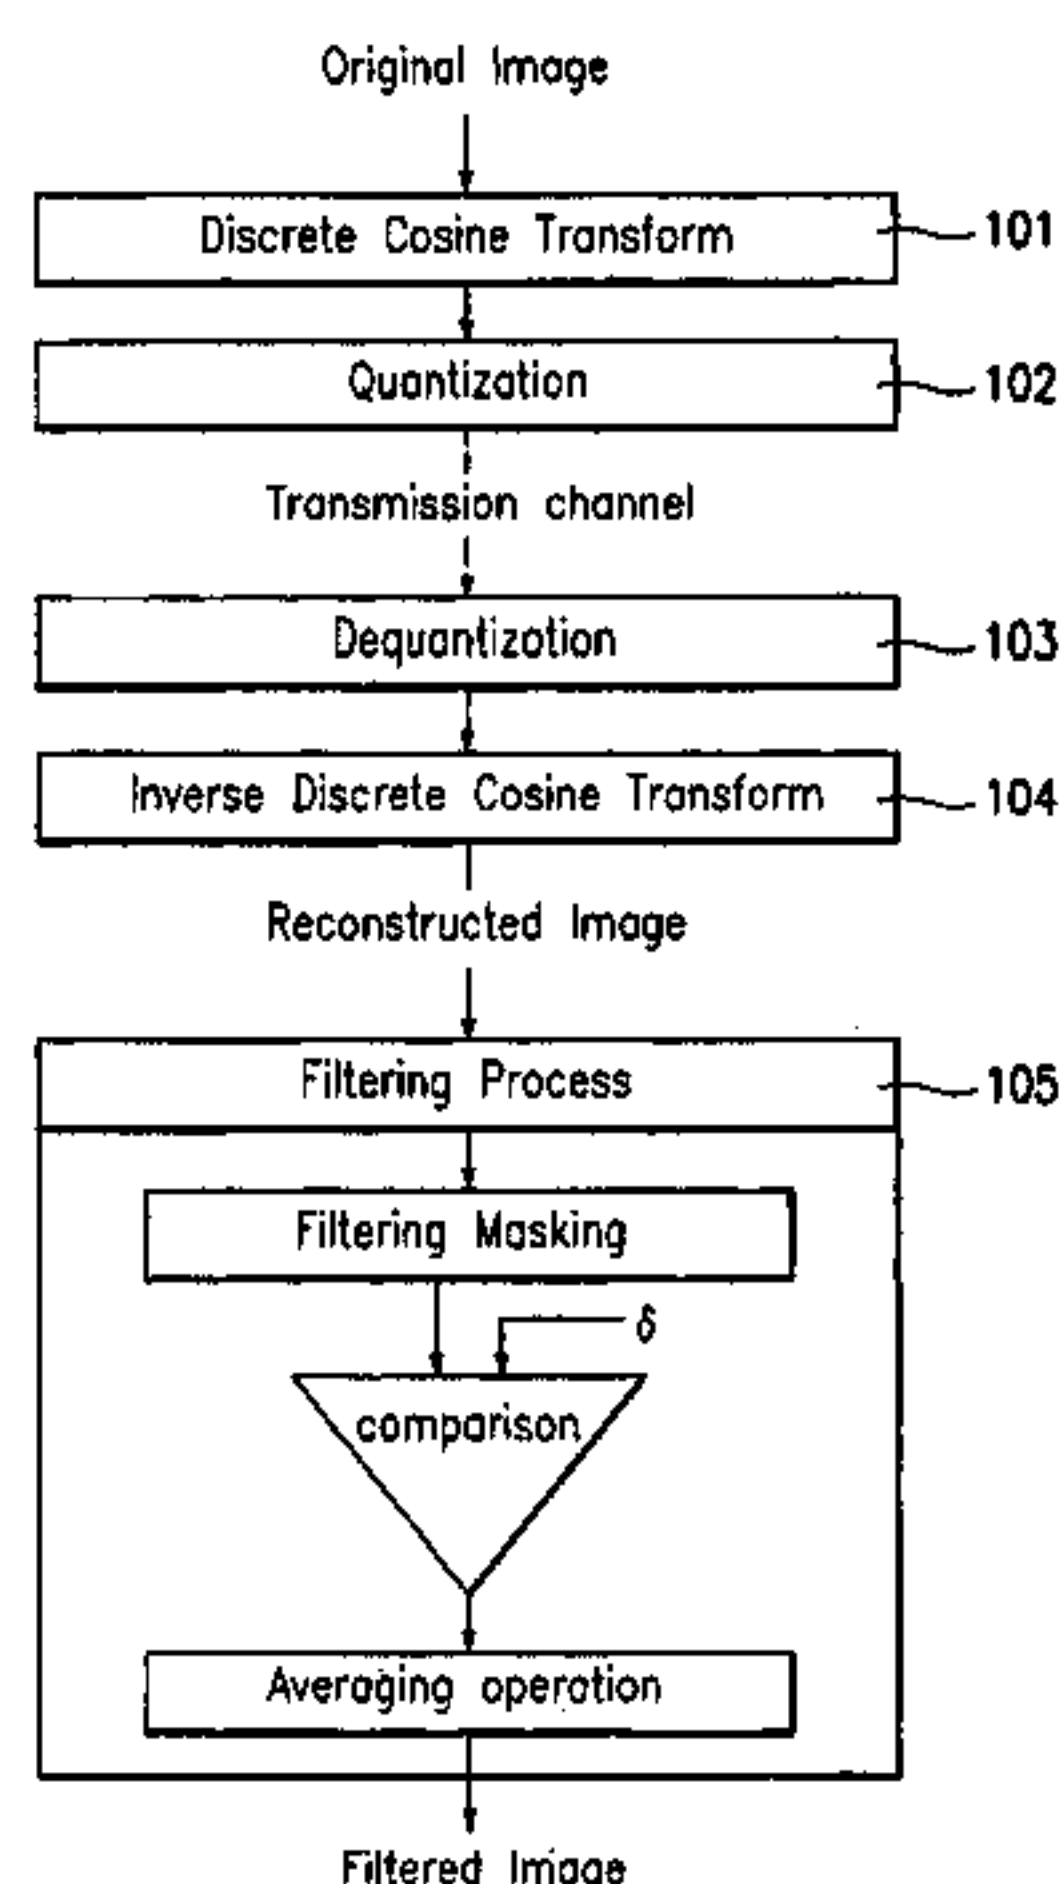 Original Image
Discrete Cosine Transform
101
Quantization
102
Transmission channel
Dequantization
103
Inverse Discrete Cosine Transform
104
Reconstructed Image
Filtering Process
105
Filtering Masking
δ
comparison
Averaging operation
Filtered Image